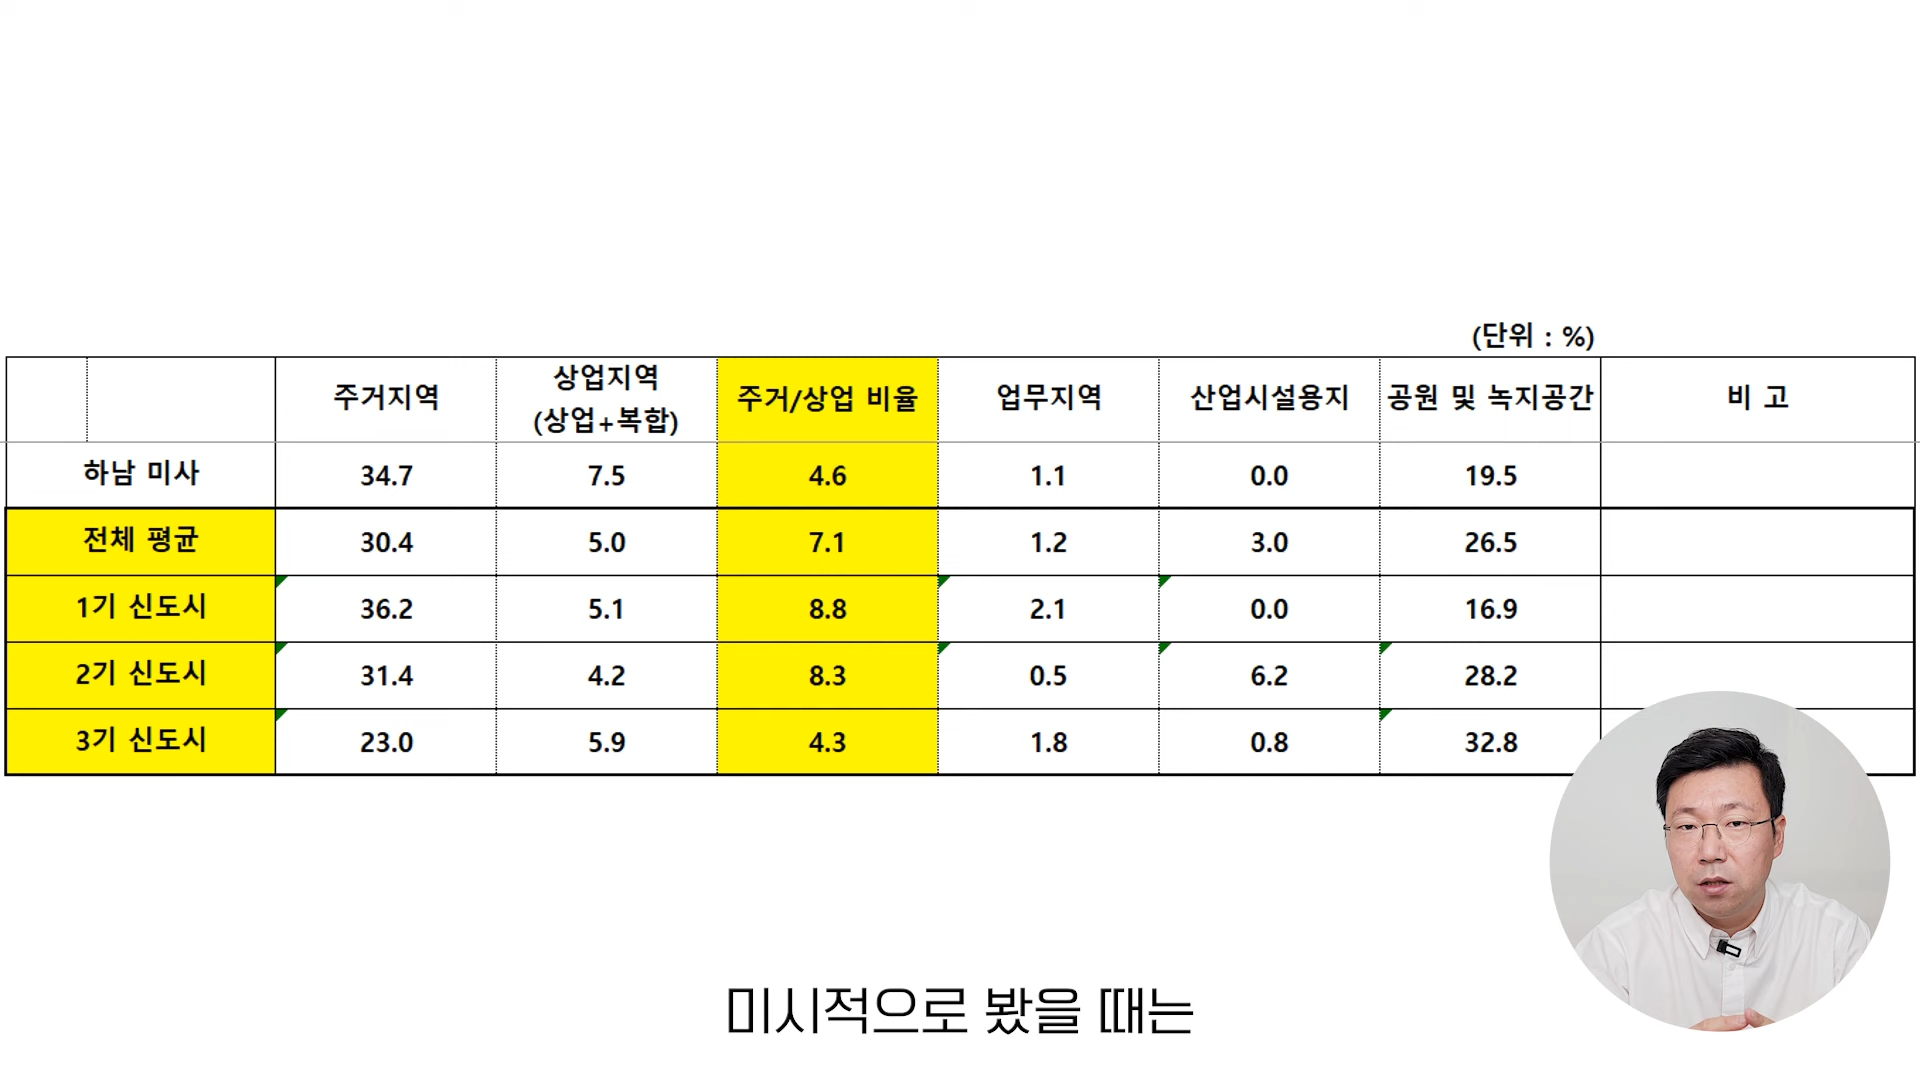 (단위 : %)
주거지역 상업지역 (상업+복합) 주거/상업 비율 업무지역 산업시설용지 공원 및 녹지공간 비 고
하남 미사 34.7 7.5 4.6 1.1 0.0 19.5
전체 평균 30.4 5.0 7.1 1.2 3.0 26.5
1기 신도시 36.2 5.1 8.8 2.1 0.0 16.9
2기 신도시 31.4 4.2 8.3 0.5 6.2 28.2
3기 신도시 23.0 5.9 4.3 1.8 0.8 32.8
미시적으로 봤을 때는